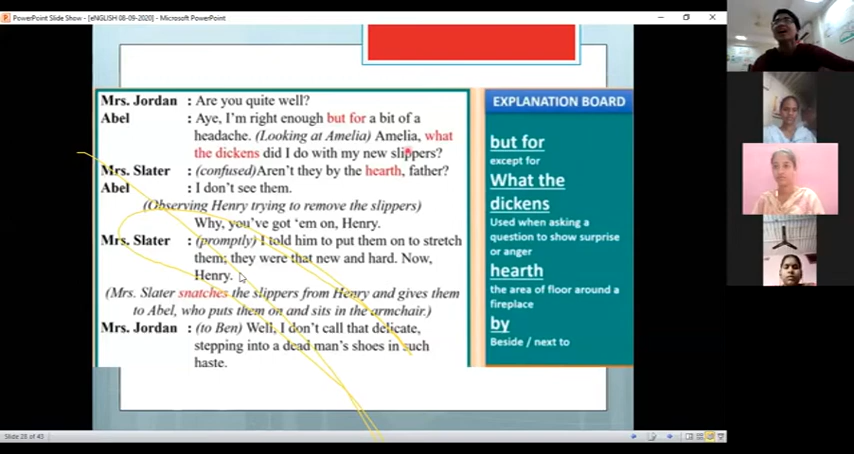 PowerPoint Slide Show - [eNGLISH 08-09-2020] - Microsoft PowerPoint
Mrs. Jordan : Are you quite well?
Abel : Aye, I'm right enough but for a bit of a
headache. (Looking at Amelia) Amelia, what
the dickens did I do with my new slippers?
Mrs. Slater : (confused)Aren't they by the hearth, father?
Abel : I don't see them.
(Observing Henry trying to remove the slippers)
Why, you've got 'em on, Henry.
Mrs. Slater : (promptly) I told him to put them on to stretch
them; they were that new and hard. Now,
Henry.
(Mrs. Slater snatches the slippers from Henry and gives them
to Abel, who puts them on and sits in the armchair.)
Mrs. Jordan : (to Ben) Well, I don't call that delicate,
stepping into a dead man's shoes in such
haste.
EXPLANATION BOARD
but for
except for
What the
dickens
Used when asking a
question to show surprise
or anger
hearth
the area of floor around a
fireplace
by
Beside / next to
Slide 28 of 43